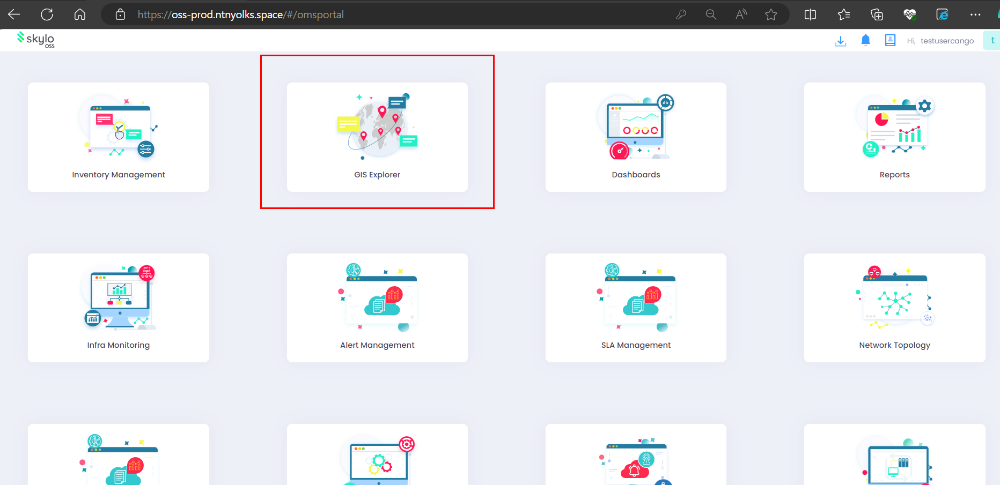 https://oss-prod.ntnyolks.space/#/omsportal
skylo
oss
Hi, testusercango
t
Inventory Management
GIS Explorer
Dashboards
Reports
Infra Monitoring
Alert Management
SLA Management
Network Topology